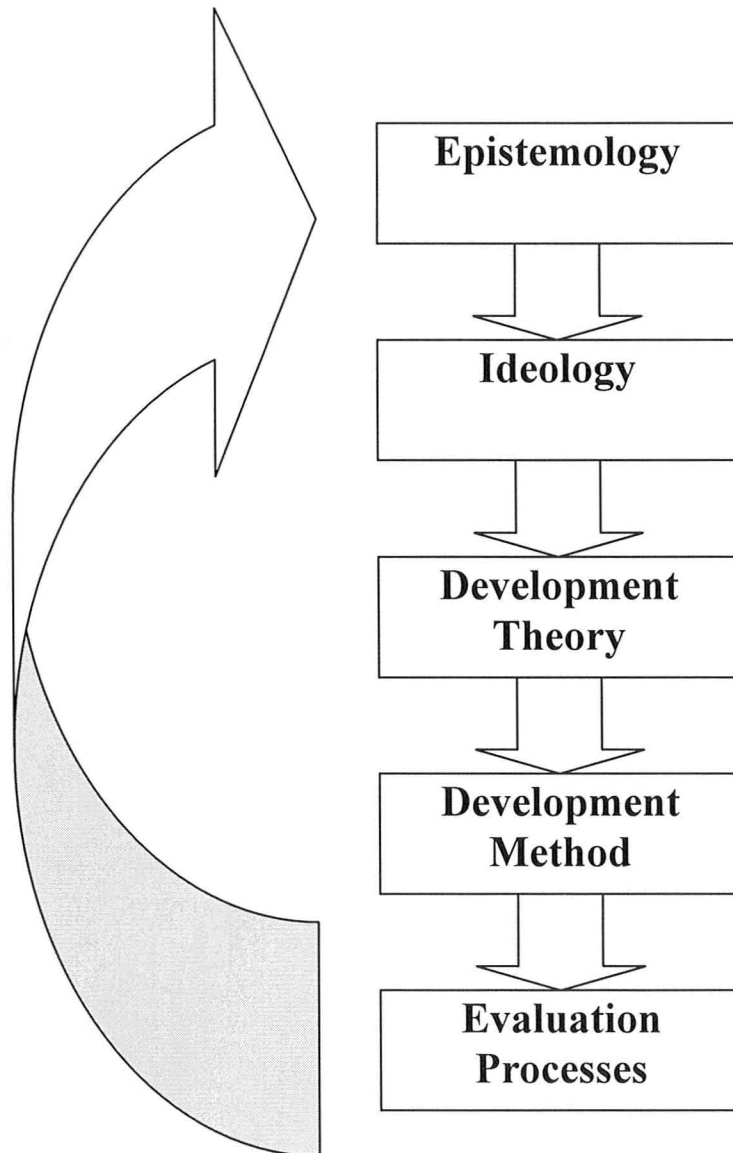 Epistemology
Ideology
Development
Theory
Development
Method
Evaluation
Processes